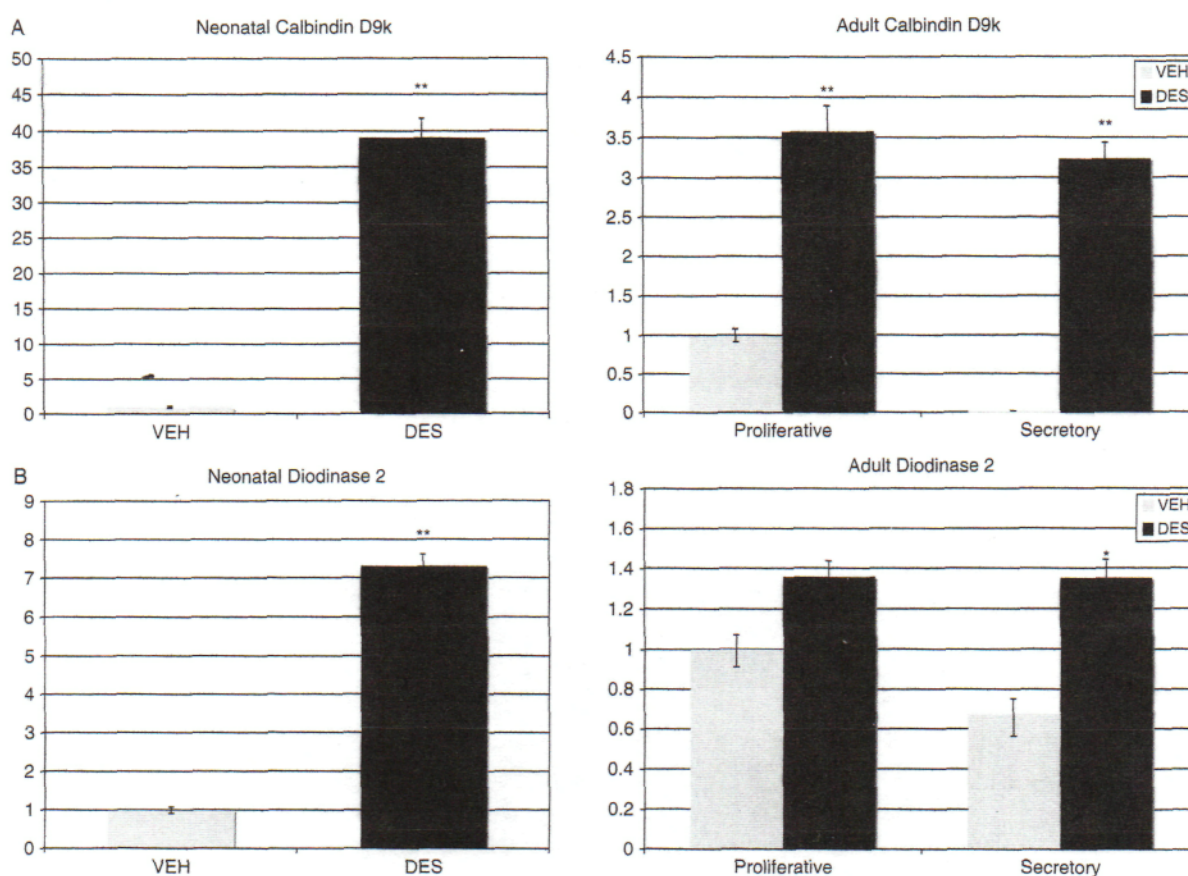 A
Neonatal Calbindin D9k
50
45
40
35
30
25
20
15
10
5
0
**
VEH
DES
Adult Calbindin D9k
4.5
4
3.5
3
2.5
2
1.5
1
0.5
0
**
**
VEH
DES
Proliferative
Secretory
B
Neonatal Diodinase 2
9
8
7
6
5
4
3
2
1
0
**
VEH
DES
Adult Diodinase 2
1.8
1.6
1.4
1.2
1
0.8
0.6
0.4
0.2
0
*
VEH
DES
Proliferative
Secretory